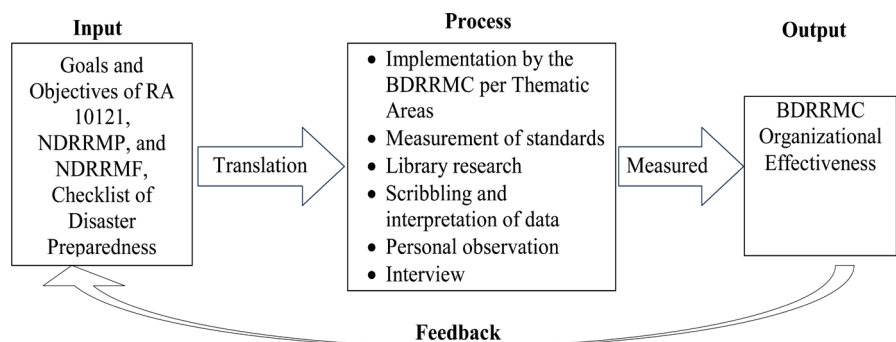 Input
Goals and
Objectives of RA
10121,
NDRRMP, and
NDRRMF,
Checklist of
Disaster
Preparedness
Translation
Process
• Implementation by the
BDRRMC per Thematic
Areas
• Measurement of standards
• Library research
• Scribbling and
interpretation of data
• Personal observation
• Interview
Measured
Output
BDRRMC
Organizational
Effectiveness
Feedback